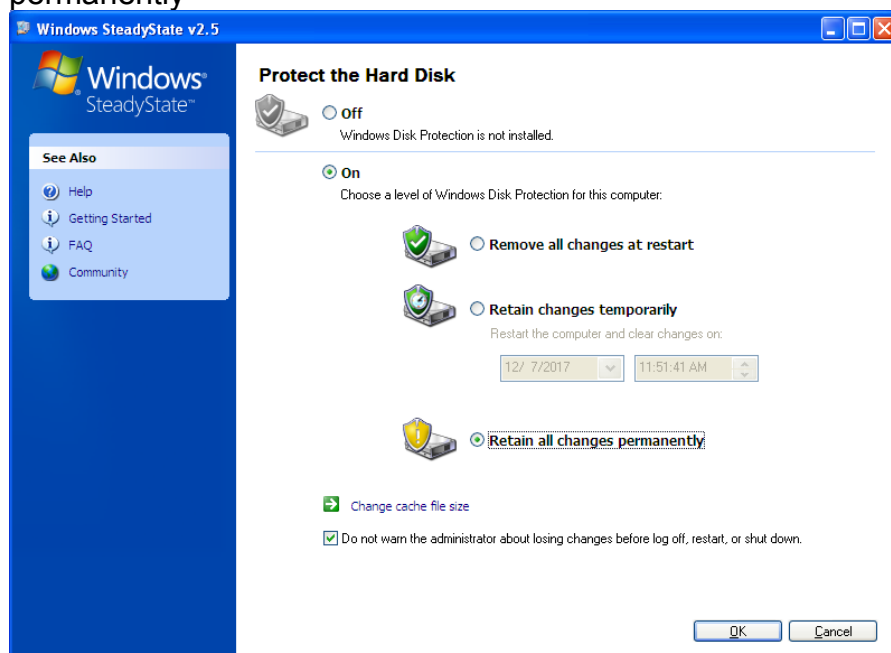 permanently
Windows SteadyState v2.5
Windows®
SteadyState™
See Also
Help
Getting Started
FAQ
Community
Protect the Hard Disk
Off
Windows Disk Protection is not installed.
On
Choose a level of Windows Disk Protection for this computer:
Remove all changes at restart
Retain changes temporarily
Restart the computer and clear changes on:
12/ 7/2017 11:51:41 AM
Retain all changes permanently
Change cache file size
Do not warn the administrator about losing changes before log off, restart, or shut down.
OK Cancel